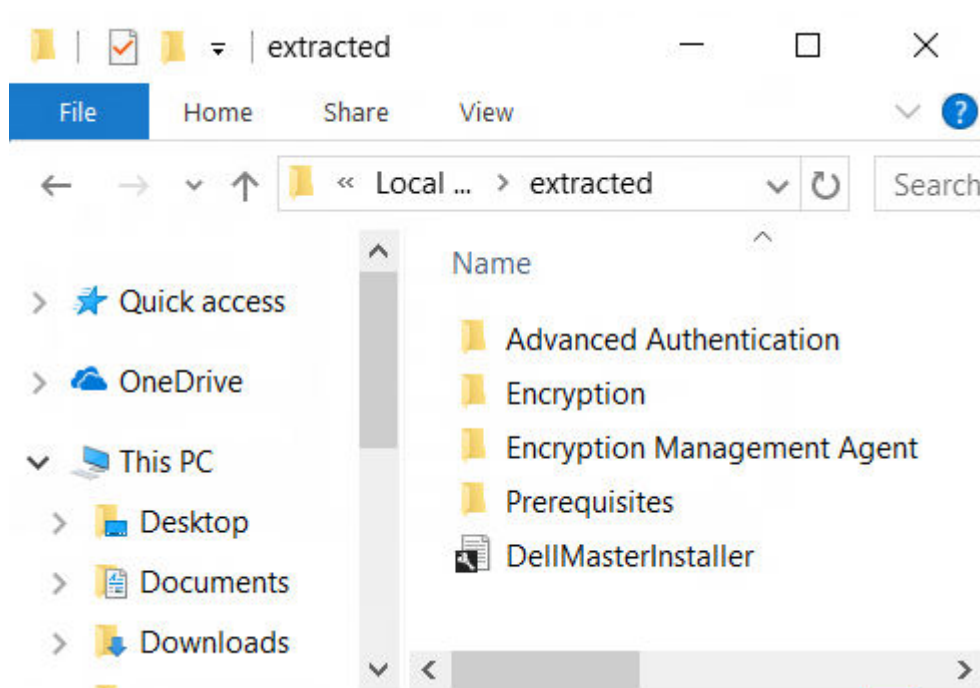 extracted
File Home Share View ?
« Local ... > extracted
Search
Name
Quick access
OneDrive
This PC
Desktop
Documents
Downloads
Advanced Authentication
Encryption
Encryption Management Agent
Prerequisites
DellMasterInstaller